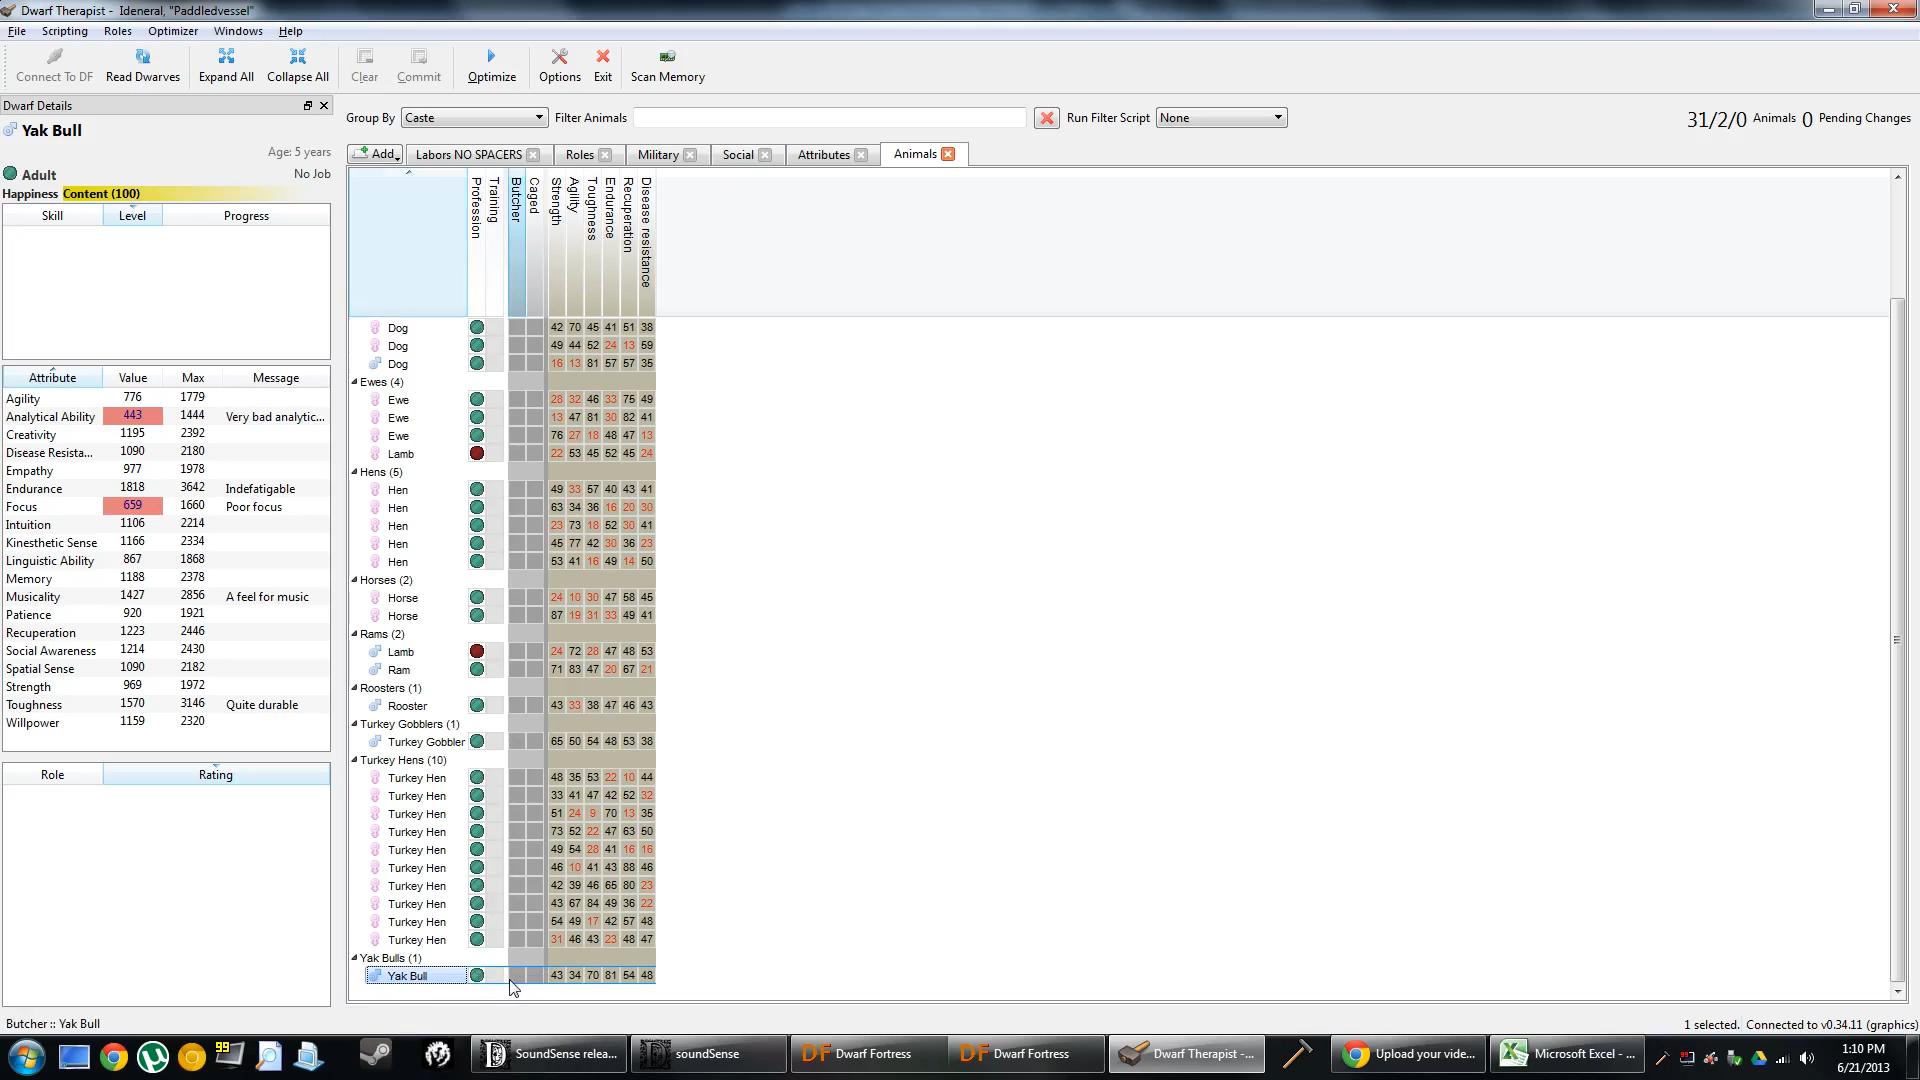 Dwarf Therapist - Ideneral, "Paddledvessel"
File Scripting Roles Optimizer Windows Help
Connect To DF Read Dwarves Expand All Collapse All Clear Commit Optimize Options Exit Scan Memory
Dwarf Details
Yak Bull
Age: 5 years
Adult No Job
Happiness Content (100)
Skill Level Progress
Attribute Value Max Message
Agility 776 1779
Analytical Ability 443 1444 Very bad analytic...
Creativity 1195 2392
Disease Resista... 1090 2180
Empathy 977 1978
Endurance 1818 3642 Indefatigable
Focus 659 1660 Poor focus
Intuition 1106 2214
Kinesthetic Sense 1166 2334
Linguistic Ability 867 1868
Memory 1188 2378
Musicality 1427 2856 A feel for music
Patience 920 1921
Recuperation 1223 2446
Social Awareness 1214 2430
Spatial Sense 1090 2182
Strength 969 1972
Toughness 1570 3146 Quite durable
Willpower 1159 2320
Role Rating
Group By Caste Filter Animals Run Filter Script None 31/2/0 Animals 0 Pending Changes
Add Labors NO SPACERS Roles Military Social Attributes Animals
Profession Training Butcher Caged Strength Agility Toughness Endurance Recuperation Disease resistance
Dog 42 70 45 41 51 38
Dog 49 44 52 24 13 59
Dog 16 13 81 57 57 35
Ewes (4)
Ewe 28 32 46 33 75 49
Ewe 13 47 81 30 82 41
Ewe 76 27 18 48 47 13
Lamb 22 53 45 52 45 24
Hens (5)
Hen 49 33 57 40 43 41
Hen 63 34 36 16 20 30
Hen 23 73 18 52 30 41
Hen 45 77 42 30 36 23
Hen 53 41 16 49 14 50
Horses (2)
Horse 24 10 30 47 58 45
Horse 87 19 31 33 49 41
Rams (2)
Lamb 24 72 28 47 48 53
Ram 71 83 47 20 67 21
Roosters (1)
Rooster 43 33 38 47 46 43
Turkey Gobblers (1)
Turkey Gobbler 65 50 54 48 53 38
Turkey Hens (10)
Turkey Hen 48 35 53 22 10 44
Turkey Hen 33 41 47 42 52 32
Turkey Hen 51 24 9 70 13 35
Turkey Hen 73 52 22 47 63 50
Turkey Hen 49 54 28 41 16 16
Turkey Hen 46 10 41 43 88 46
Turkey Hen 42 39 46 65 80 23
Turkey Hen 43 67 84 49 36 22
Turkey Hen 54 49 17 42 57 48
Turkey Hen 31 46 43 23 48 47
Yak Bulls (1)
Yak Bull 43 34 70 81 54 48
Butcher :: Yak Bull 1 selected. Connected to v0.34.11 (graphics)
99 D SoundSense relea... D soundSense DF Dwarf Fortress DF Dwarf Fortress Dwarf Therapist -... Upload your vide... Microsoft Excel - ... 1:10 PM
6/21/2013